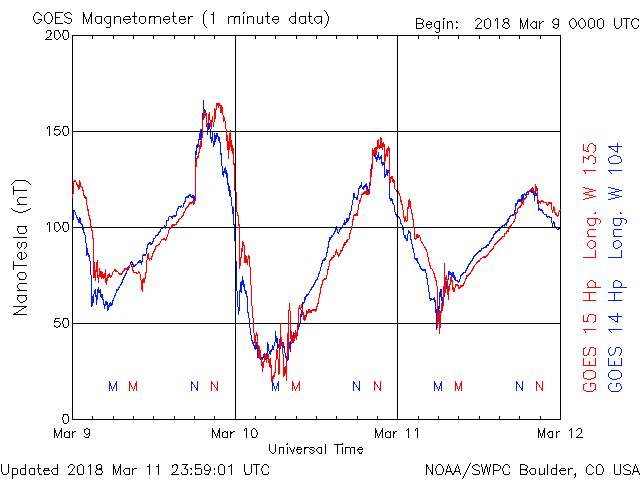 GOES Magnetometer (1 minute data)
Begin: 2018 Mar 9 0000 UTC
200
150
100
50
0
NanoTesla (nT)
M M N N M M N N M M N N
Mar 9 Mar 10 Mar 11 Mar 12
Universal Time
GOES 15 Hp Long. W 135
GOES 14 Hp Long. W 104
Updated 2018 Mar 11 23:59:01 UTC
NOAA/SWPC Boulder, CO USA